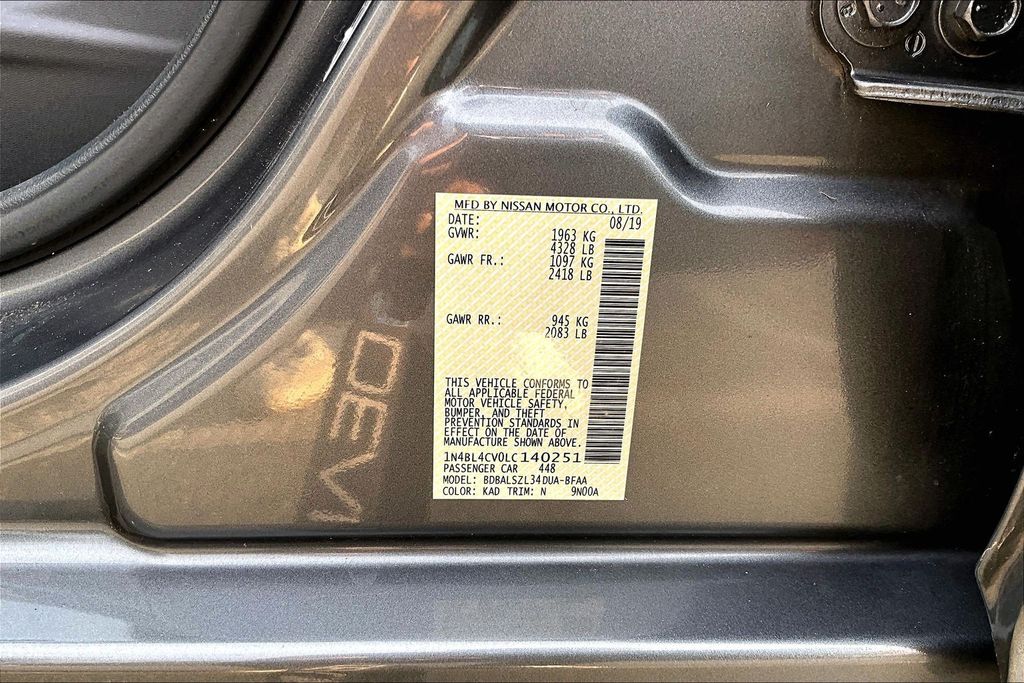 MFD BY NISSAN MOTOR CO., LTD.
DATE: 08/19
GVWR: 1963 KG
4328 LB
GAWR FR.: 1097 KG
2418 LB
GAWR RR.: 945 KG
2083 LB
THIS VEHICLE CONFORMS TO
ALL APPLICABLE FEDERAL
MOTOR VEHICLE SAFETY,
BUMPER, AND THEFT
PREVENTION STANDARDS IN
EFFECT ON THE DATE OF
MANUFACTURE SHOWN ABOVE.
1N4BL4CV0LC140251
PASSENGER CAR 448
MODEL: BDBALSZL34DUA-BFAA
COLOR: KAD TRIM: N 9N00A